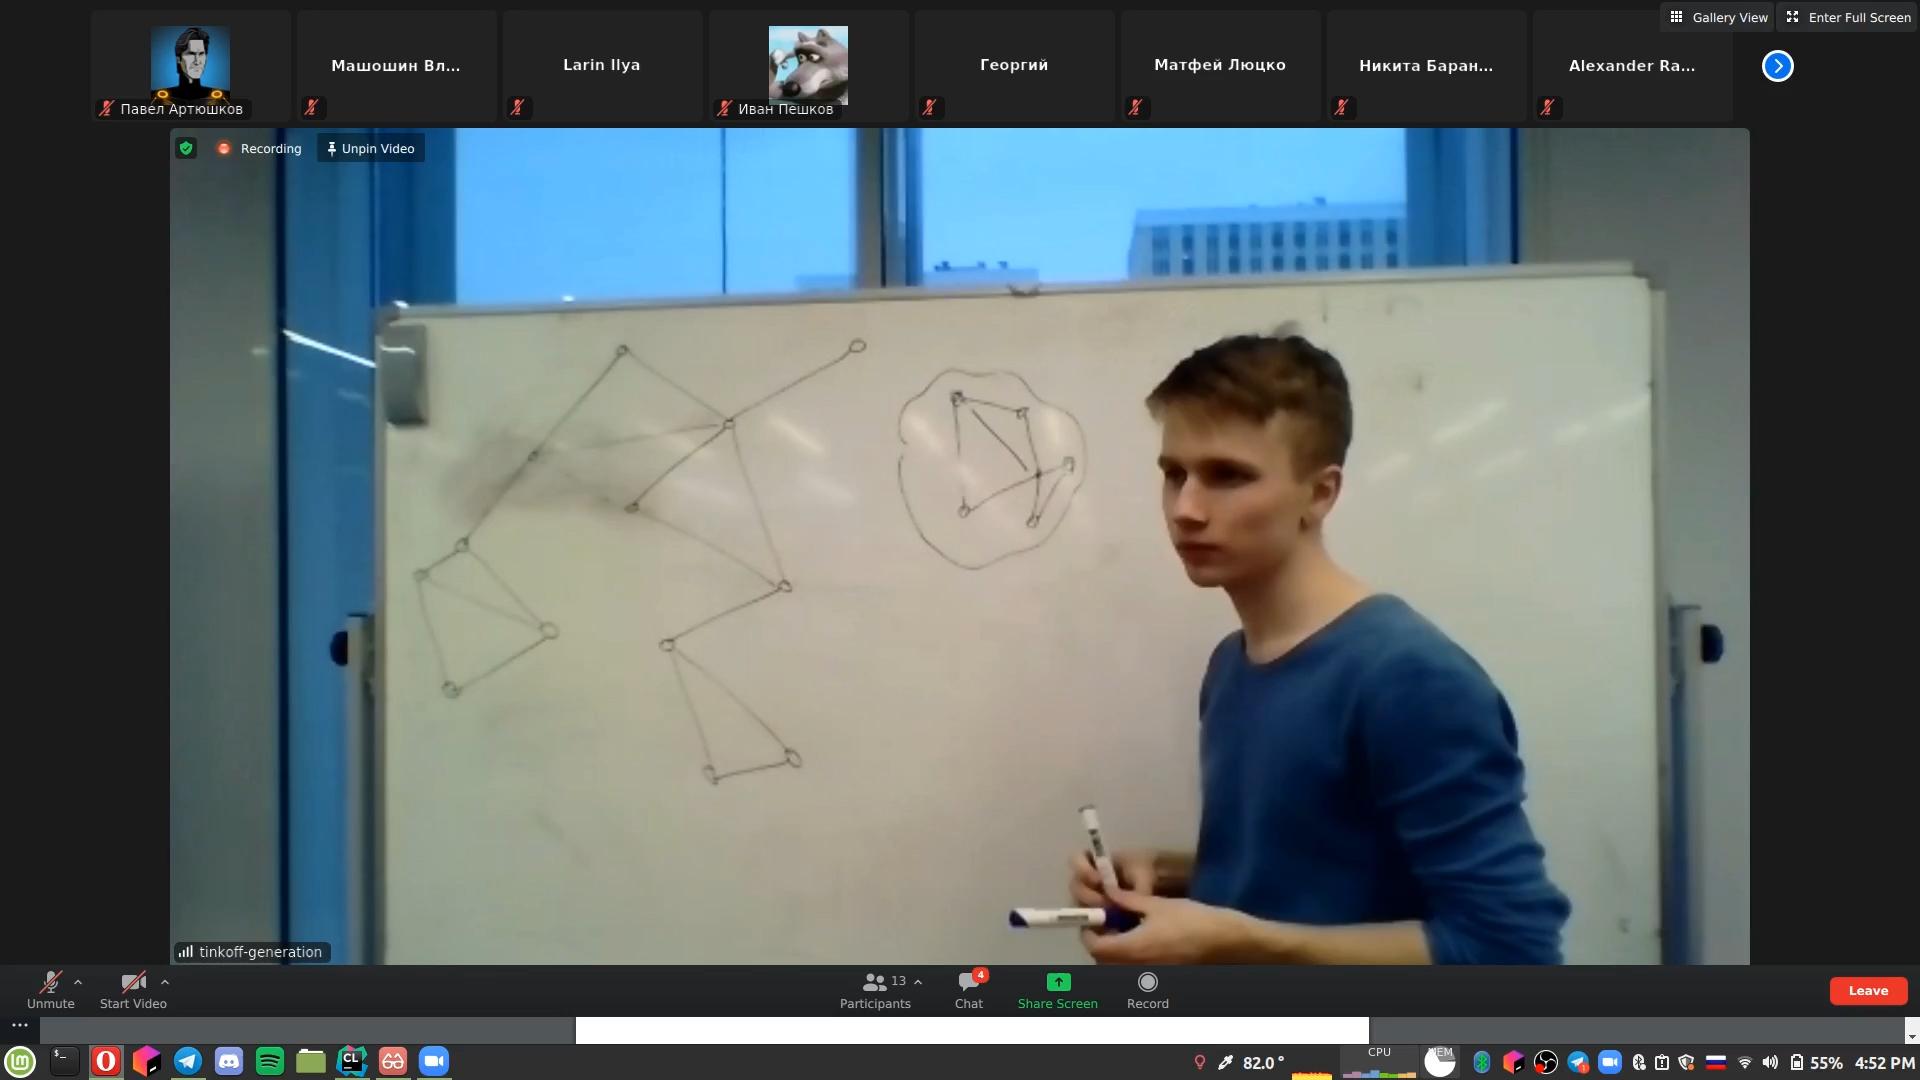 Gallery View
Enter Full Screen
Павел Артюшков
Машошин Вл...
Larin Ilya
Иван Пешков
Георгий
Матфей Люцко
Никита Баран...
Alexander Ra...
Recording
Unpin Video
tinkoff-generation
Unmute
Start Video
13
Participants
4
Chat
Share Screen
Record
Leave
CL
82.0°
CPU
MEM
55%
4:52 PM